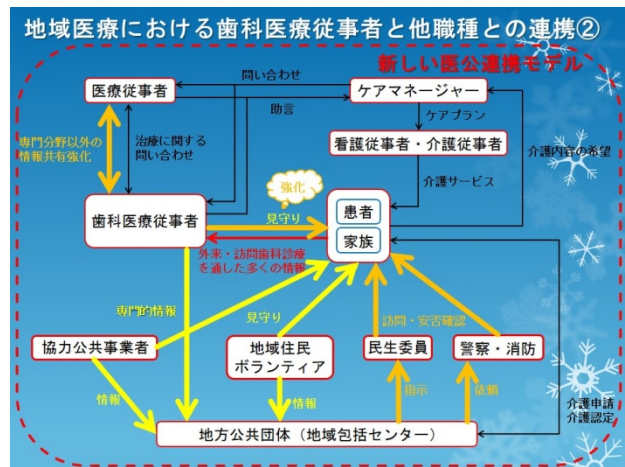 地域医療における歯科医療従事者と他職種との連携②
新しい医公連携モデル
問い合わせ
医療従事者
ケアマネージャー
助言
ケアプラン
専門分野以外の
情報共有強化
治療に関する
問い合わせ
看護従事者・介護従事者
介護内容の希望
強化
介護サービス
歯科医療従事者
見守り
患者
家族
外来・訪問歯科診療
を通した多くの情報
専門的情報
見守り
訪問・安否確認
協力公共事業者
地域住民
ボランティア
民生委員
警察・消防
情報
情報
指示
依頼
介護申請
介護認定
地方公共団体（地域包括センター）